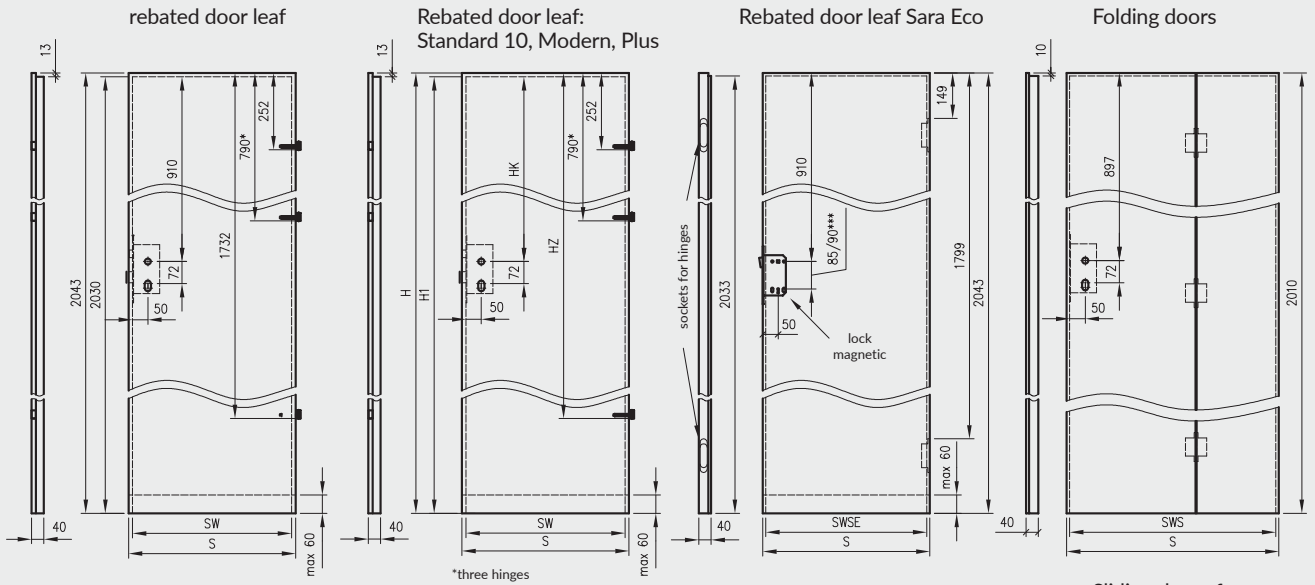 rebated door leaf
Rebated door leaf:
Standard 10, Modern, Plus
Rebated door leaf Sara Eco
Folding doors
13
2043
2030
910
1732
790*
252
72
50
40
SW
S
max 60
13
H
H1
HK
HZ
790*
252
72
50
40
SW
S
max 60
*three hinges
sockets for hinges
2033
910
85/90***
149
1799
2043
50
lock
magnetic
max 60
40
SWSE
S
10
897
72
50
2010
40
SWS
S